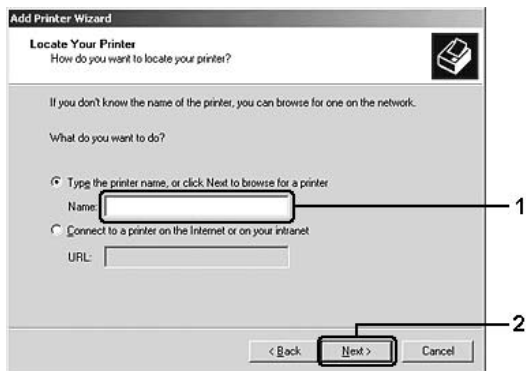 Add Printer Wizard
Locate Your Printer
How do you want to locate your printer?
If you don't know the name of the printer, you can browse for one on the network.
What do you want to do?
Type the printer name, or click Next to browse for a printer
Name:
1
Connect to a printer on the Internet or on your intranet
URL:
2
< Back
Next >
Cancel